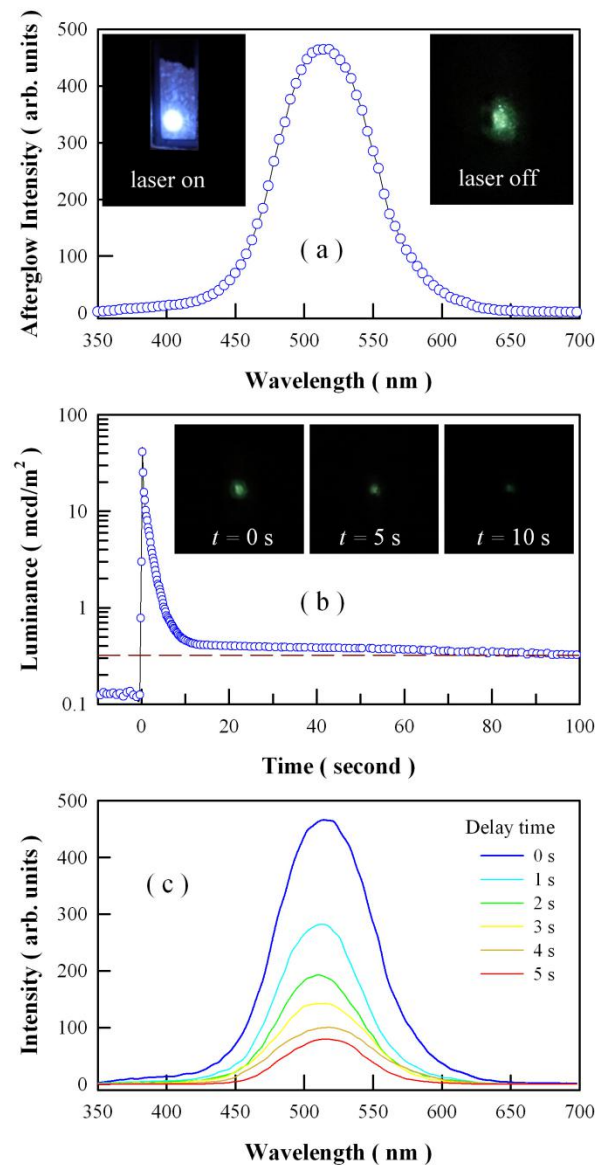 500
400
300
200
100
0
Afterglow Intensity ( arb. units )
laser on
laser off
( a )
350 400 450 500 550 600 650 700
Wavelength ( nm )
100
10
1
0.1
Luminance ( mcd/m² )
t = 0 s
t = 5 s
t = 10 s
( b )
0 20 40 60 80 100
Time ( second )
500
400
300
200
100
0
Intensity ( arb. units )
( c )
Delay time
0 s
1 s
2 s
3 s
4 s
5 s
350 400 450 500 550 600 650 700
Wavelength ( nm )